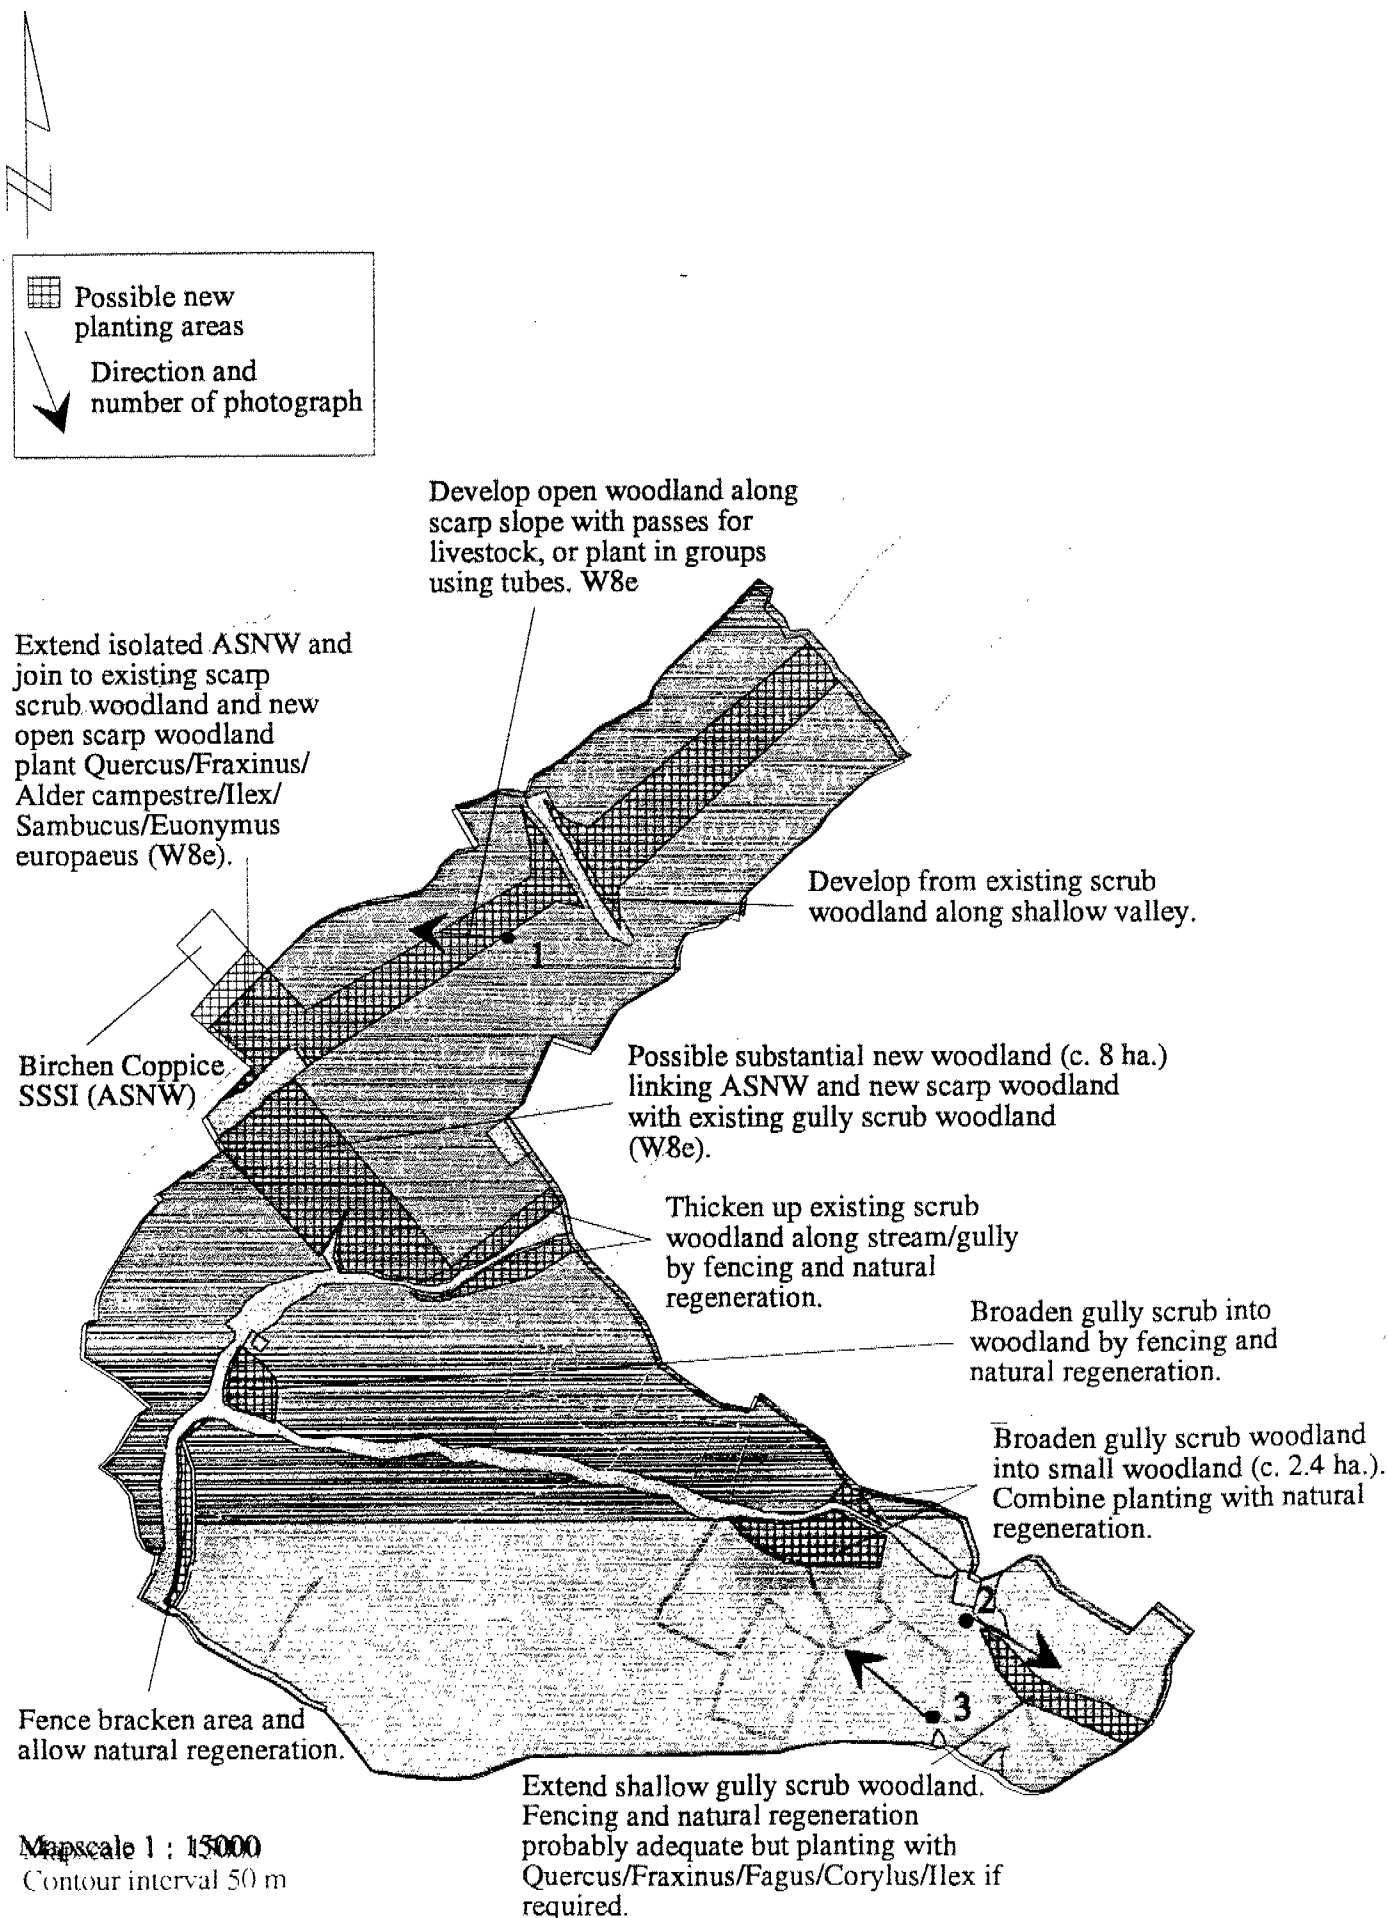 N
Possible new
planting areas
Direction and
number of photograph
Develop open woodland along
scarp slope with passes for
livestock, or plant in groups
using tubes. W8e
Extend isolated ASNW and
join to existing scarp
scrub woodland and new
open scarp woodland
plant Quercus/Fraxinus/
Alder campestre/Ilex/
Sambucus/Euonymus
europaeus (W8e).
Develop from existing scrub
woodland along shallow valley.
1
Birchen Coppice
SSSI (ASNW)
Possible substantial new woodland (c. 8 ha.)
linking ASNW and new scarp woodland
with existing gully scrub woodland
(W8e).
Thicken up existing scrub
woodland along stream/gully
by fencing and natural
regeneration.
Broaden gully scrub into
woodland by fencing and
natural regeneration.
Broaden gully scrub woodland
into small woodland (c. 2.4 ha.).
Combine planting with natural
regeneration.
2
3
Fence bracken area and
allow natural regeneration.
Extend shallow gully scrub woodland.
Fencing and natural regeneration
probably adequate but planting with
Quercus/Fraxinus/Fagus/Corylus/Ilex if
required.
Mapscale 1 : 15000
Contour interval 50 m